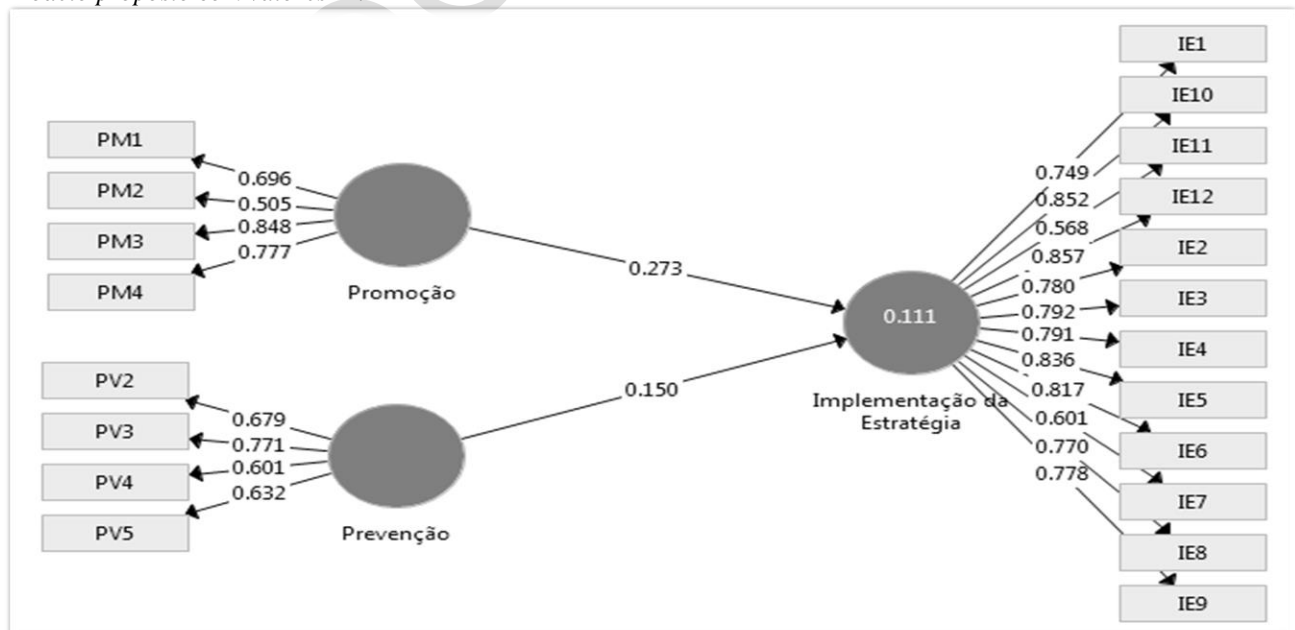 PM1
PM2
PM3
PM4
0.696
0.505
0.848
0.777
Promoção
PV2
PV3
PV4
PV5
0.679
0.771
0.601
0.632
Prevenção
0.273
0.150
0.111
Implementação da
Estratégia
0.749
0.852
0.568
0.857
0.780
0.792
0.791
0.836
0.817
0.601
0.770
0.778
IE1
IE10
IE11
IE12
IE2
IE3
IE4
IE5
IE6
IE7
IE8
IE9